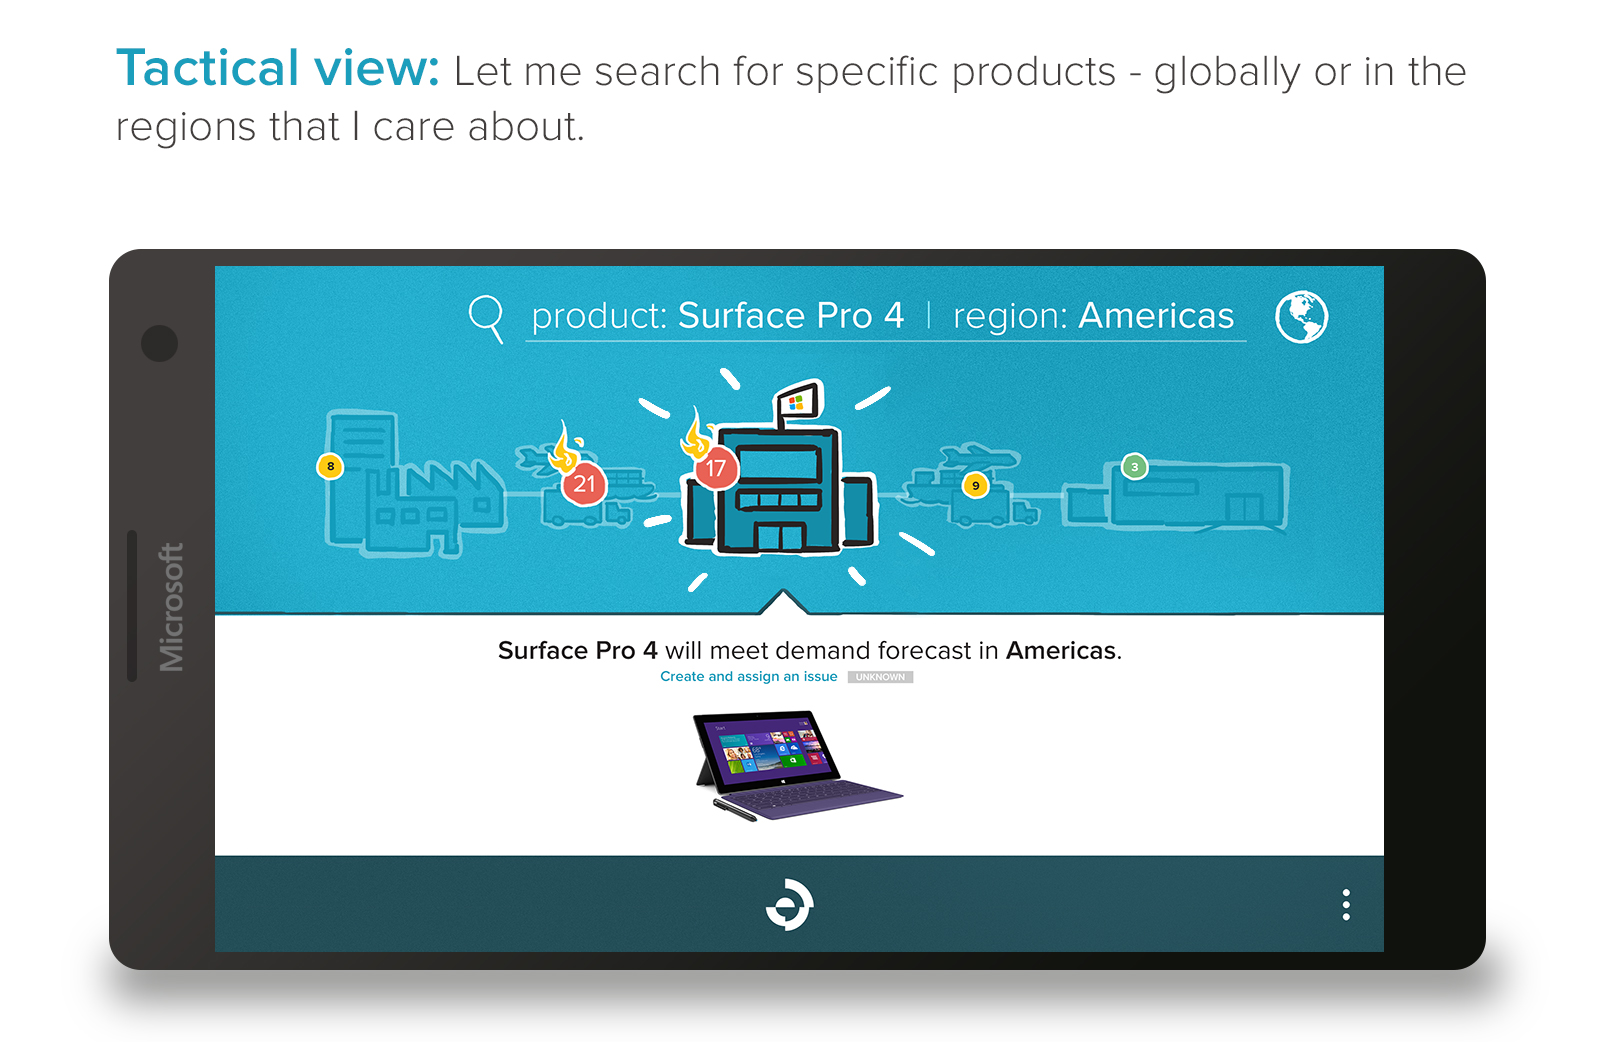 Tactical view: Let me search for specific products - globally or in the
regions that I care about.
product: Surface Pro 4 | region: Americas
8
21
17
9
3
Microsoft
Surface Pro 4 will meet demand forecast in Americas.
Create and assign an issue UNKNOWN
Start